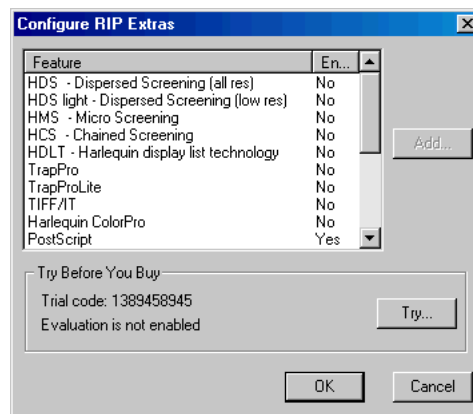 Configure RIP Extras
Feature En...
HDS - Dispersed Screening (all res) No
HDS light - Dispersed Screening (low res) No
HMS - Micro Screening No
HCS - Chained Screening No
HDLT - Harlequin display list technology No
TrapPro No
TrapProLite No
TIFF/IT No
Harlequin ColorPro No
PostScript Yes
Add...
Try Before You Buy
Trial code: 1389458945
Evaluation is not enabled
Try...
OK Cancel